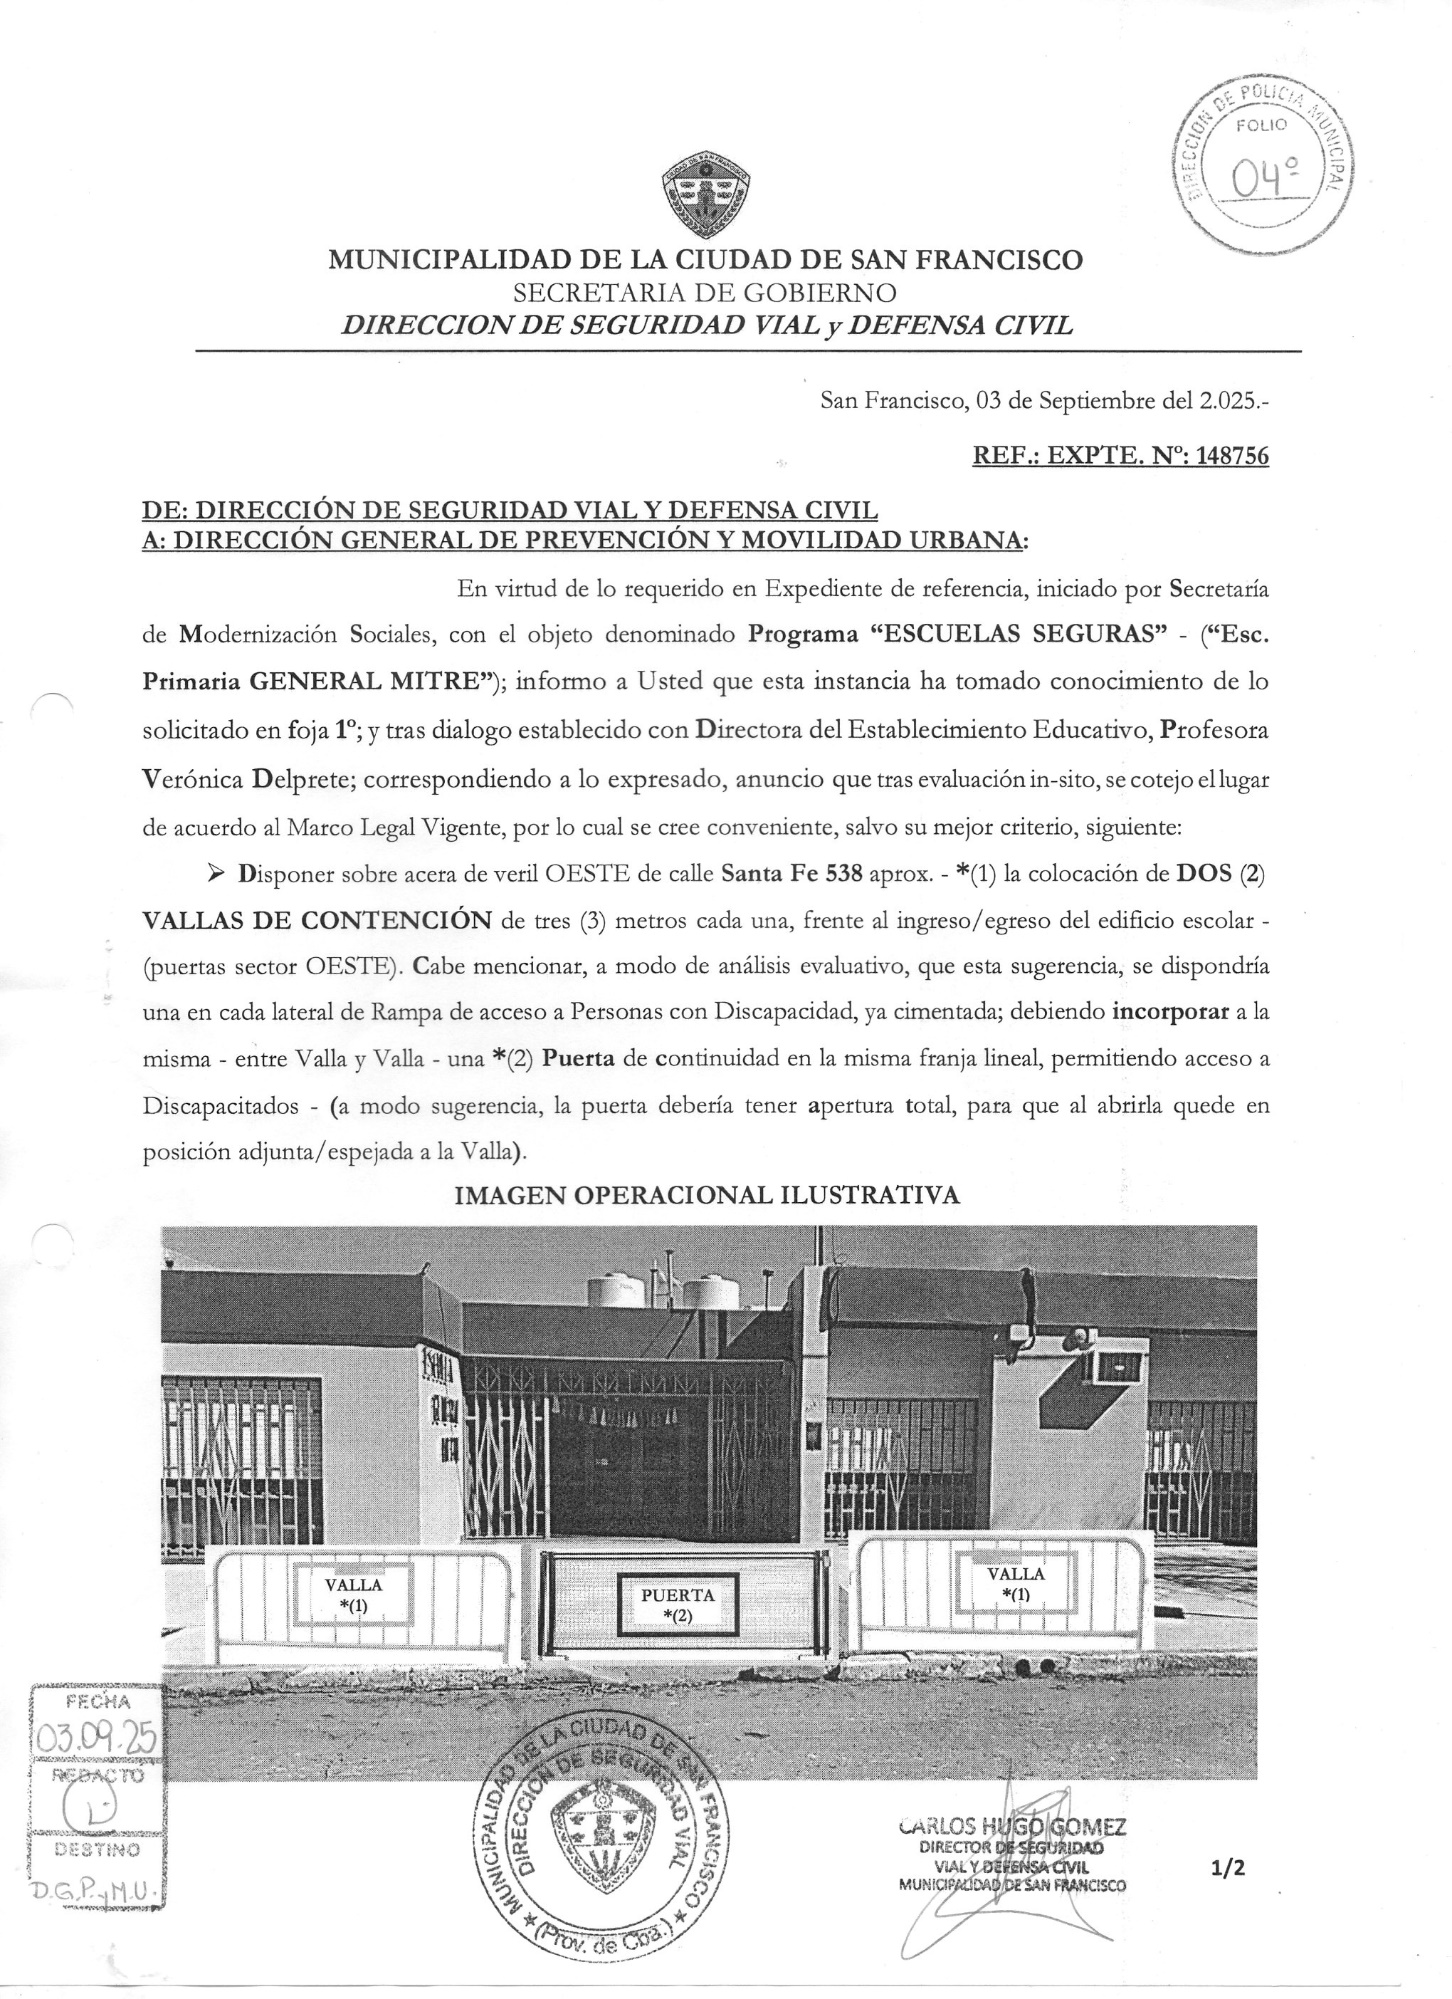 DIRECCION DE POLICIA MUNICIPAL
FOLIO
04º
CIUDAD DE SAN FRANCISCO
MUNICIPALIDAD DE LA CIUDAD DE SAN FRANCISCO
SECRETARIA DE GOBIERNO
DIRECCION DE SEGURIDAD VIAL y DEFENSA CIVIL
San Francisco, 03 de Septiembre del 2.025.-
REF.: EXPTE. Nº: 148756
DE: DIRECCIÓN DE SEGURIDAD VIAL Y DEFENSA CIVIL
A: DIRECCIÓN GENERAL DE PREVENCIÓN Y MOVILIDAD URBANA:
En virtud de lo requerido en Expediente de referencia, iniciado por Secretaría
de Modernización Sociales, con el objeto denominado Programa “ESCUELAS SEGURAS” - (“Esc.
Primaria GENERAL MITRE”); informo a Usted que esta instancia ha tomado conocimiento de lo
solicitado en foja 1º; y tras dialogo establecido con Directora del Establecimiento Educativo, Profesora
Verónica Delprete; correspondiendo a lo expresado, anuncio que tras evaluación in-sito, se cotejo el lugar
de acuerdo al Marco Legal Vigente, por lo cual se cree conveniente, salvo su mejor criterio, siguiente:
➢ Disponer sobre acera de veril OESTE de calle Santa Fe 538 aprox. - *(1) la colocación de DOS (2)
VALLAS DE CONTENCIÓN de tres (3) metros cada una, frente al ingreso/egreso del edificio escolar -
(puertas sector OESTE). Cabe mencionar, a modo de análisis evaluativo, que esta sugerencia, se dispondría
una en cada lateral de Rampa de acceso a Personas con Discapacidad, ya cimentada; debiendo incorporar a la
misma - entre Valla y Valla - una *(2) Puerta de continuidad en la misma franja lineal, permitiendo acceso a
Discapacitados - (a modo sugerencia, la puerta debería tener apertura total, para que al abrirla quede en
posición adjunta/espejada a la Valla).
IMAGEN OPERACIONAL ILUSTRATIVA
VALLA
*(1)
PUERTA
*(2)
VALLA
*(1)
FECHA
03.09.25
REDACTO
DESTINO
D.G.P.yM.U.
MUNICIPALIDAD DE LA CIUDAD DE SAN FRANCISCO
DIRECCION DE SEGURIDAD VIAL
(Prov. de Cba.)
CARLOS HUGO GOMEZ
DIRECTOR DE SEGURIDAD
VIAL Y DEFENSA CIVIL
MUNICIPALIDAD DE SAN FRANCISCO
1/2